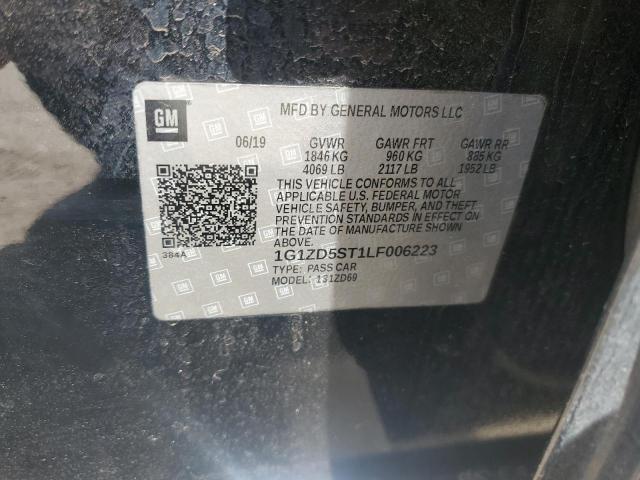 GM
MFD BY GENERAL MOTORS LLC
06/19 GVWR GAWR FRT GAWR RR
1846 KG 960 KG 885 KG
4069 LB 2117 LB 1952 LB
THIS VEHICLE CONFORMS TO ALL
APPLICABLE U.S. FEDERAL MOTOR
VEHICLE SAFETY, BUMPER, AND THEFT
PREVENTION STANDARDS IN EFFECT ON
THE DATE OF MANUFACTURE SHOWN
ABOVE.
384A
1G1ZD5ST1LF006223
TYPE: PASS CAR
MODEL: 131ZD69